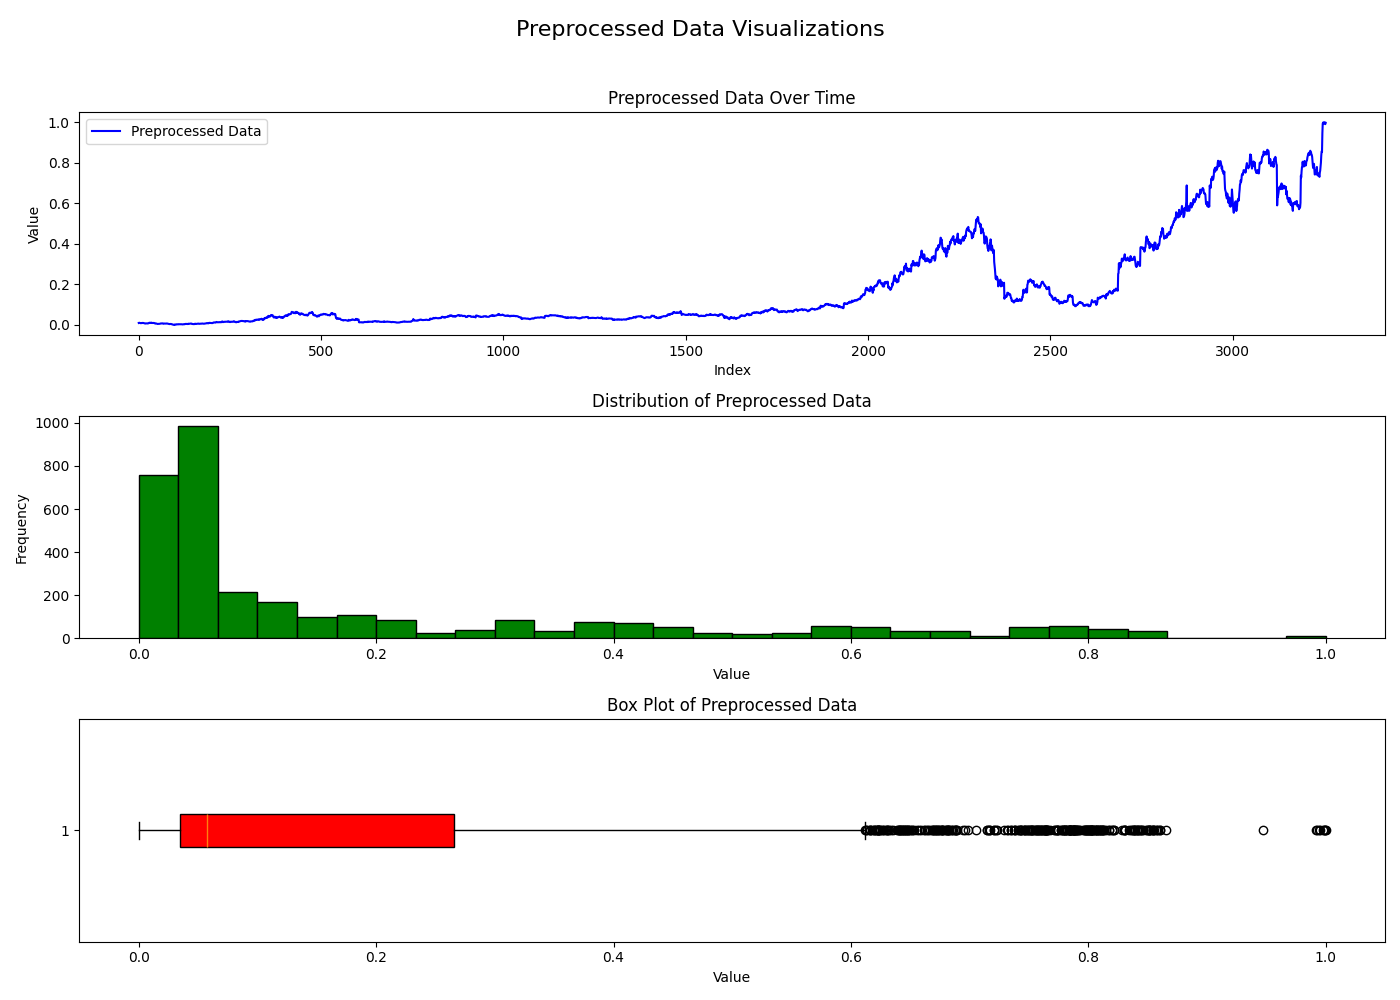 Preprocessed Data Visualizations
Preprocessed Data Over Time
Preprocessed Data
Value
1.0
0.8
0.6
0.4
0.2
0.0
0 500 1000 1500 2000 2500 3000
Index
Distribution of Preprocessed Data
Frequency
1000
800
600
400
200
0
0.0 0.2 0.4 0.6 0.8 1.0
Value
Box Plot of Preprocessed Data
1
0.0 0.2 0.4 0.6 0.8 1.0
Value